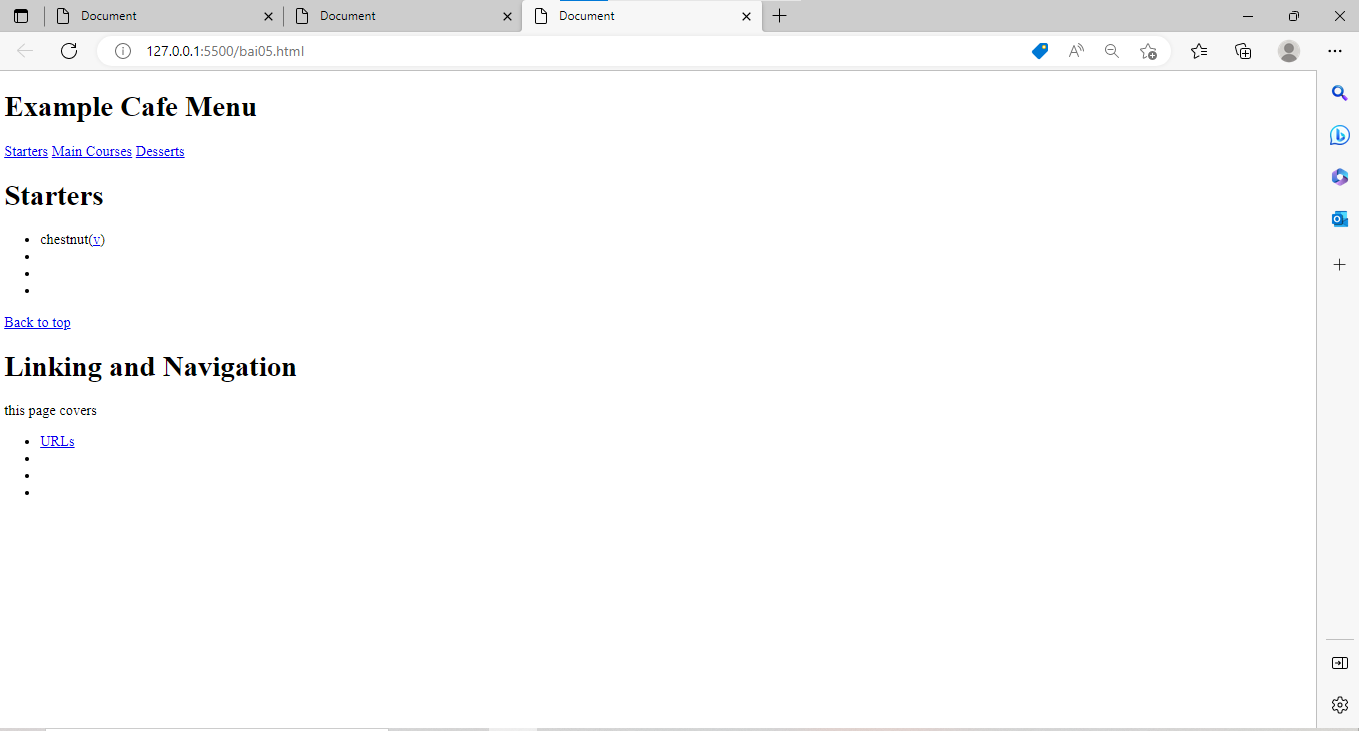 Document Document Document
127.0.0.1:5500/bai05.html
Example Cafe Menu
Starters Main Courses Desserts
Starters
chestnut(v)
Back to top
Linking and Navigation
this page covers
URLs